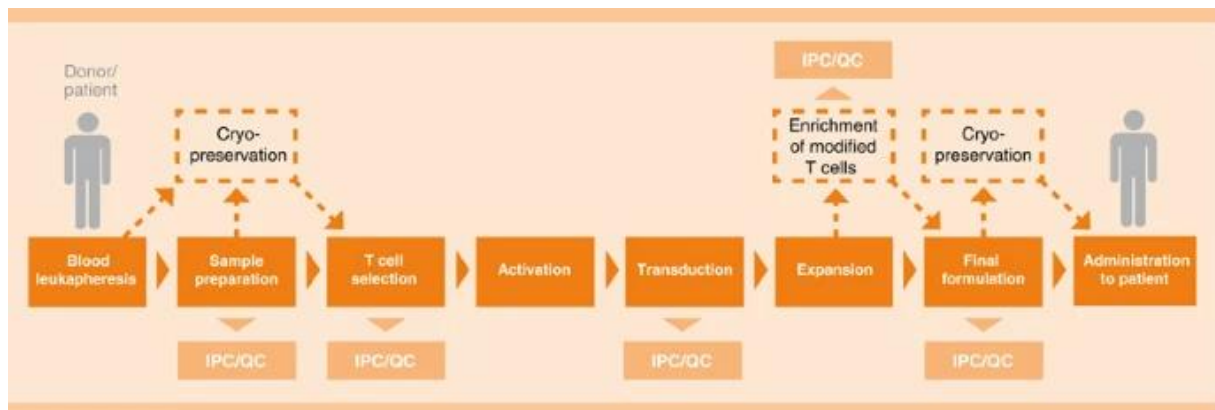 Donor/
patient
IPC/QC
Cryo-
preservation
Enrichment
of modified
T cells
Cryo-
preservation
Blood
leukapheresis
Sample
preparation
T cell
selection
Activation
Transduction
Expansion
Final
formulation
Administration
to patient
IPC/QC
IPC/QC
IPC/QC
IPC/QC